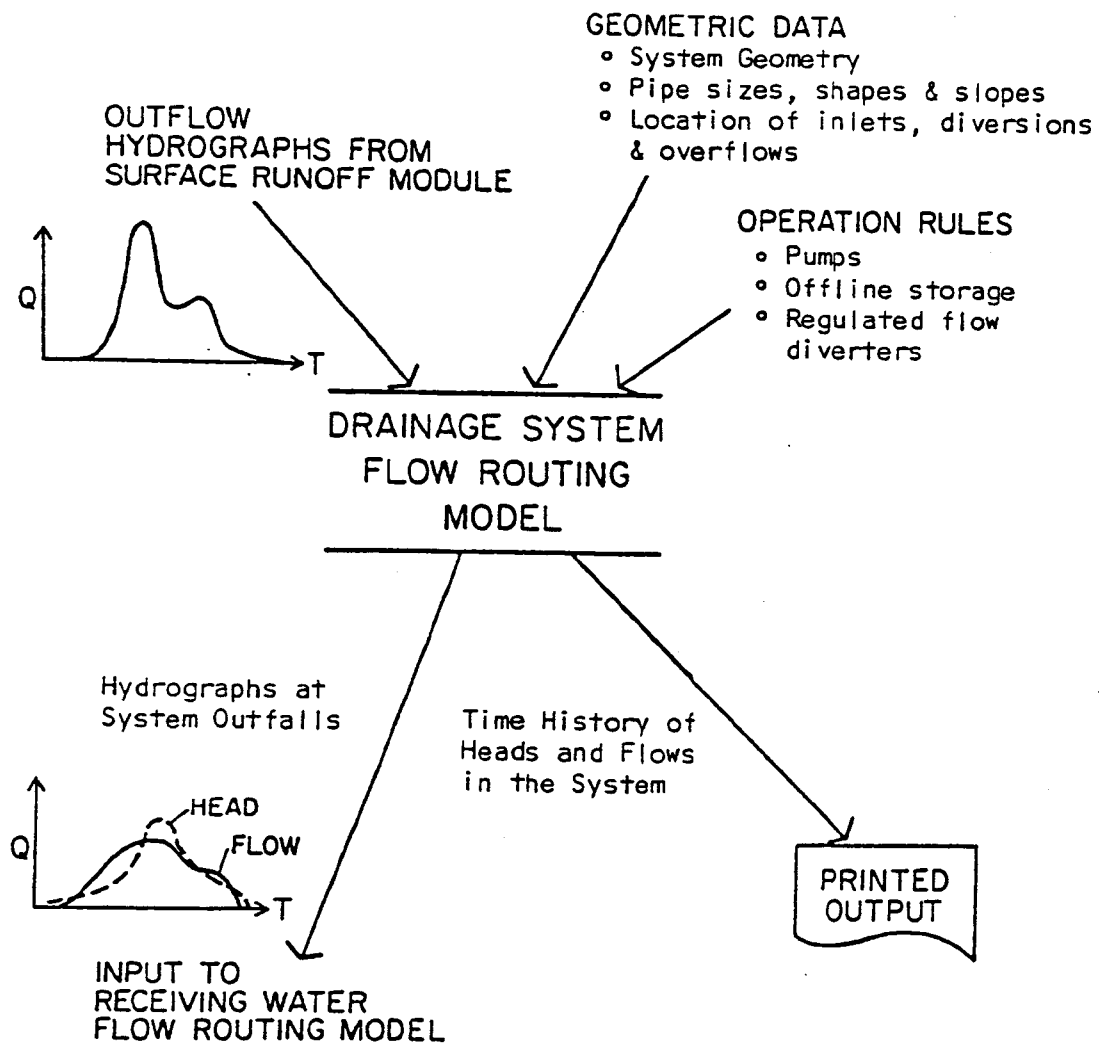 GEOMETRIC DATA
° System Geometry
° Pipe sizes, shapes & slopes
° Location of inlets, diversions
& overflows
OUTFLOW
HYDROGRAPHS FROM
SURFACE RUNOFF MODULE
OPERATION RULES
° Pumps
° Offline storage
° Regulated flow
diverters
Q
T
DRAINAGE SYSTEM
FLOW ROUTING
MODEL
Hydrographs at
System Outfalls
Time History of
Heads and Flows
in the System
HEAD
FLOW
Q
T
PRINTED
OUTPUT
INPUT TO
RECEIVING WATER
FLOW ROUTING MODEL